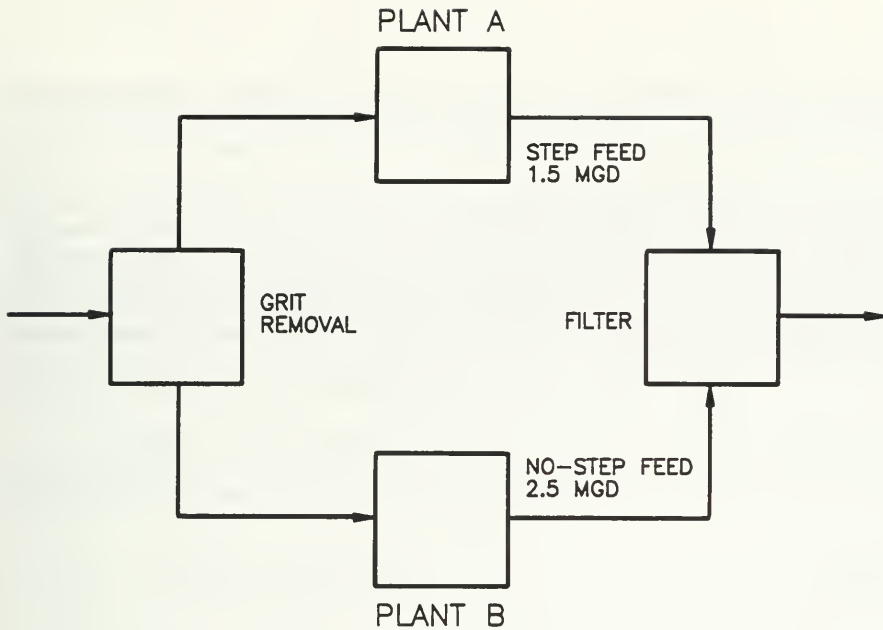 PLANT A
STEP FEED
1.5 MGD
GRIT
REMOVAL
FILTER
NO-STEP FEED
2.5 MGD
PLANT B